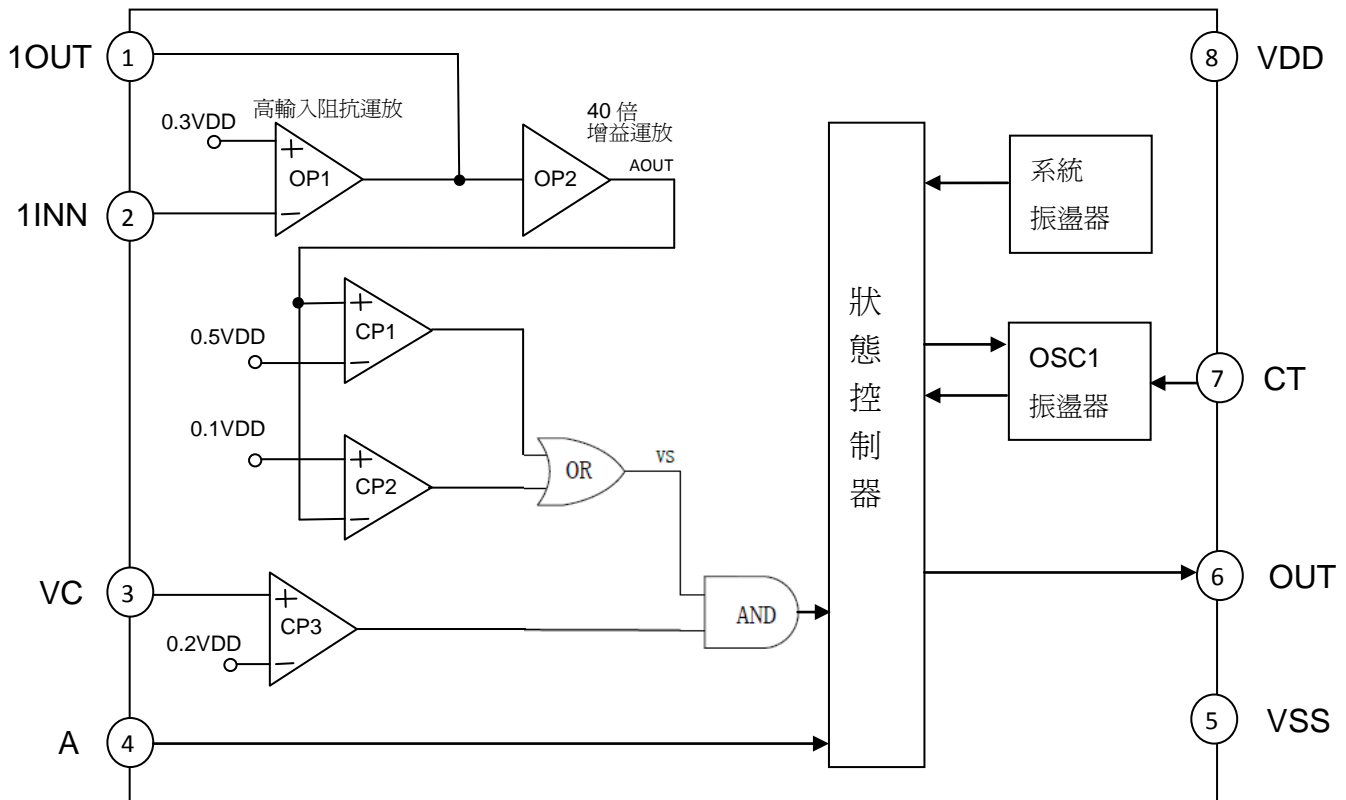 1OUT
1
8
VDD
高輸入阻抗運放
0.3VDD
+
OP1
−
40 倍
增益運放
OP2
AOUT
系統
振盪器
1INN
2
狀
態
控
制
器
+
CP1
−
0.5VDD
OSC1
振盪器
7
CT
0.1VDD
+
CP2
−
OR
VS
6
OUT
VC
3
+
CP3
−
0.2VDD
AND
5
VSS
A
4